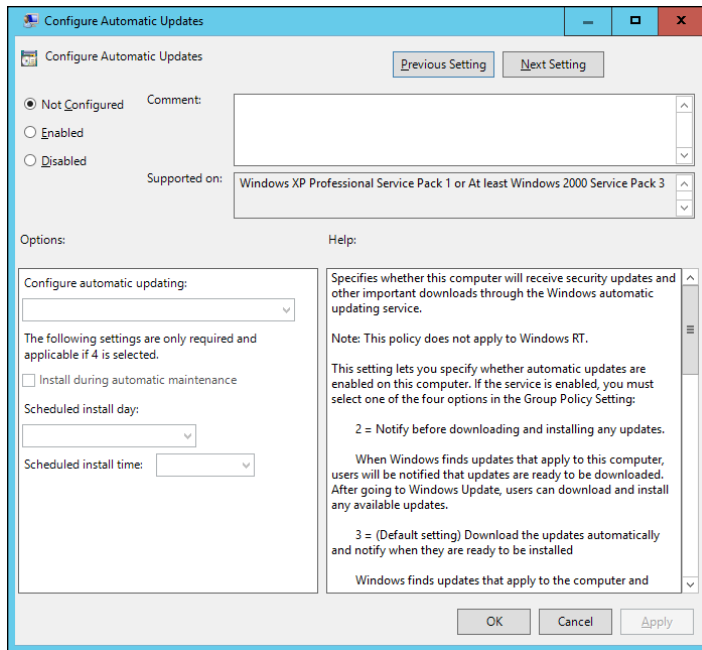 Configure Automatic Updates
Configure Automatic Updates
Previous Setting
Next Setting
Not Configured
Enabled
Disabled
Comment:
Supported on:
Windows XP Professional Service Pack 1 or At least Windows 2000 Service Pack 3
Options:
Help:
Configure automatic updating:
The following settings are only required and
applicable if 4 is selected.
Install during automatic maintenance
Scheduled install day:
Scheduled install time:
Specifies whether this computer will receive security updates and
other important downloads through the Windows automatic
updating service.
Note: This policy does not apply to Windows RT.
This setting lets you specify whether automatic updates are
enabled on this computer. If the service is enabled, you must
select one of the four options in the Group Policy Setting:
2 = Notify before downloading and installing any updates.
When Windows finds updates that apply to this computer,
users will be notified that updates are ready to be downloaded.
After going to Windows Update, users can download and install
any available updates.
3 = (Default setting) Download the updates automatically
and notify when they are ready to be installed
Windows finds updates that apply to the computer and
OK
Cancel
Apply